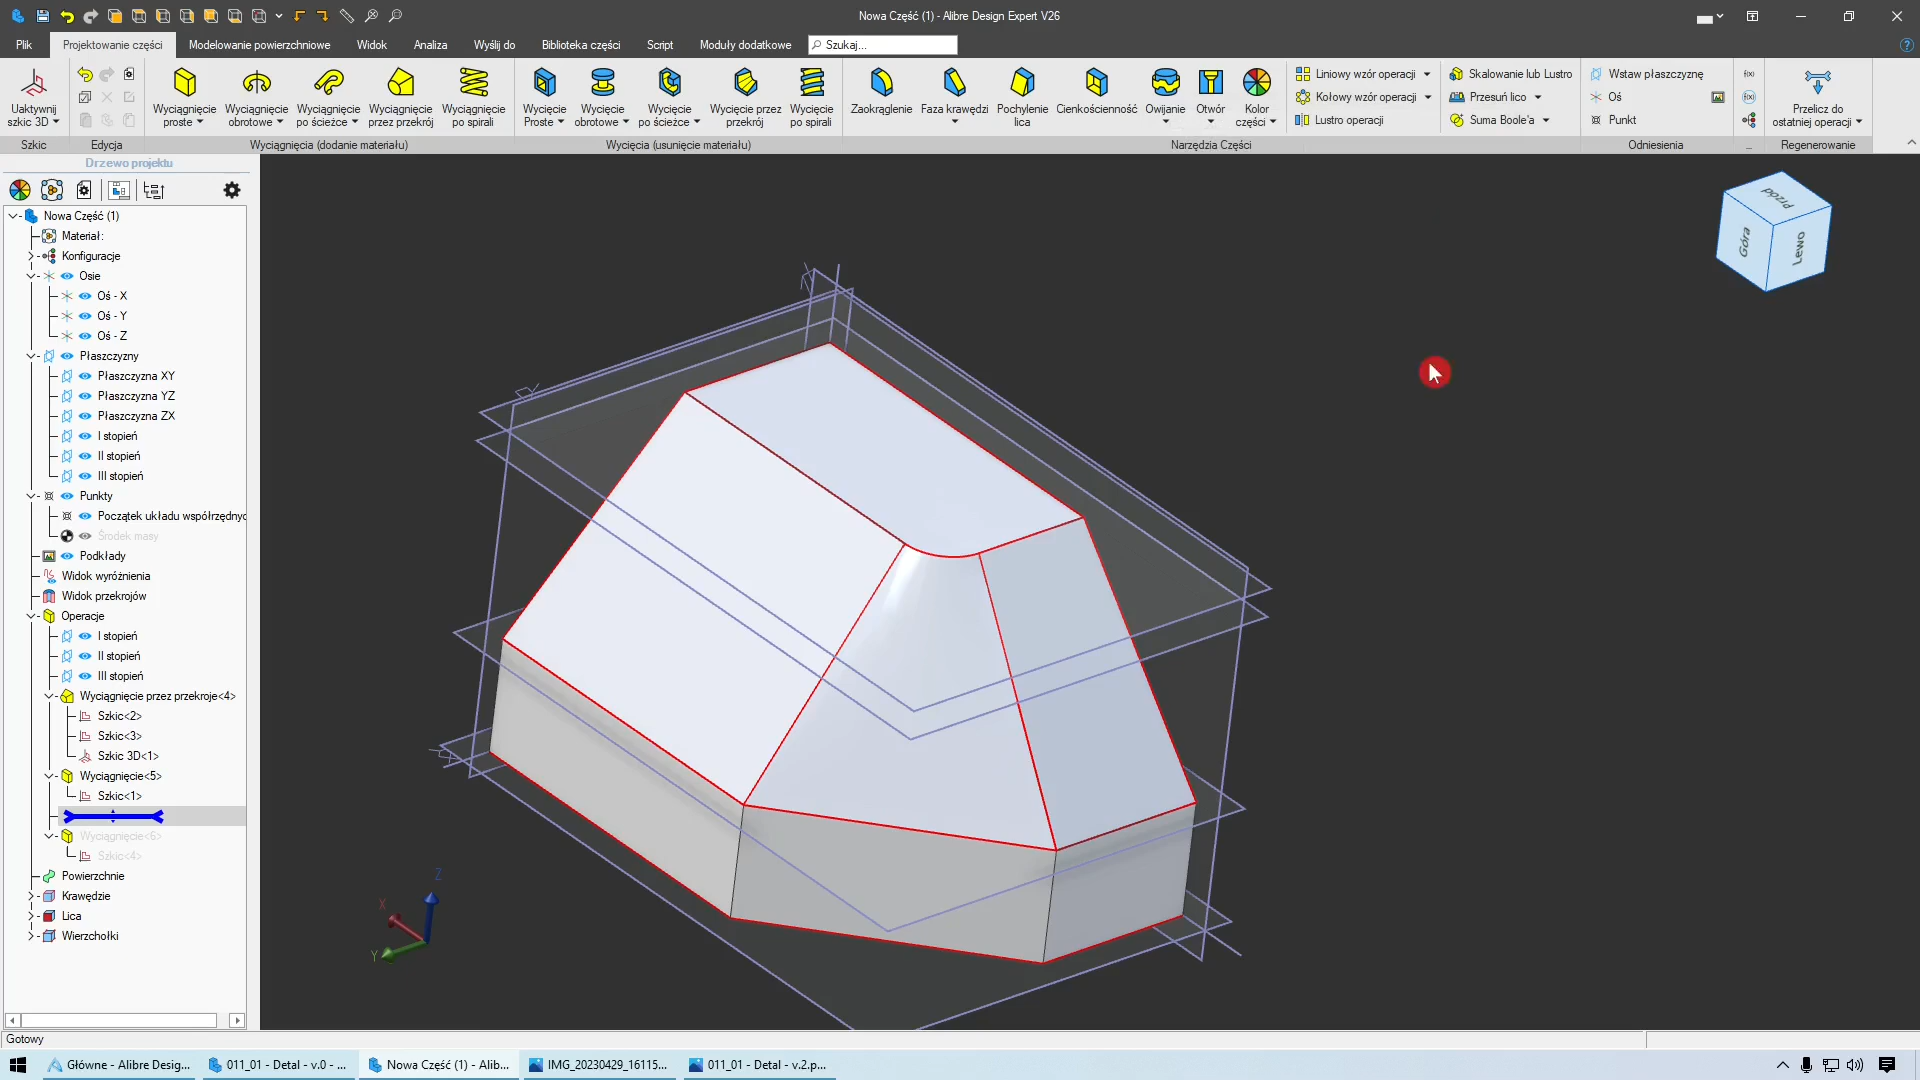 Nowa Część (1) - Alibre Design Expert V26
Plik
Projektowanie części
Modelowanie powierzchniowe
Widok
Analiza
Wyślij do
Biblioteka części
Script
Moduły dodatkowe
Szukaj...
Uaktywnij szkic 3D
Wyciągnięcie proste
Wyciągnięcie obrotowe
Wyciągnięcie po ścieżce
Wyciągnięcie przez przekrój
Wyciągnięcie po spirali
Wycięcie Proste
Wycięcie obrotowe
Wycięcie po ścieżce
Wycięcie przez przekrój
Wycięcie po spirali
Zaokrąglenie
Faza krawędzi
Pochylenie lica
Cienkościenność
Owijanie
Otwór
Kolor części
Liniowy wzór operacji
Kołowy wzór operacji
Lustro operacji
Skalowanie lub Lustro
Przesuń lico
Suma Boole'a
Wstaw płaszczyznę
Oś
Punkt
Przelicz do ostatniej operacji
Szkic
Edycja
Wyciągnięcia (dodanie materiału)
Wycięcia (usunięcie materiału)
Narzędzia Części
Odniesienia
...
Regenerowanie
Drzewo projektu
Nowa Część (1)
Materiał:
Konfiguracje
Osie
Oś - X
Oś - Y
Oś - Z
Płaszczyzny
Płaszczyzna XY
Płaszczyzna YZ
Płaszczyzna ZX
I stopień
II stopień
III stopień
Punkty
Początek układu współrzędnyc
Środek masy
Podkłady
Widok wyróżnienia
Widok przekrojów
Operacje
I stopień
II stopień
III stopień
Wyciągnięcie przez przekroje<4>
Szkic<2>
Szkic<3>
Szkic 3D<1>
Wyciągnięcie<5>
Szkic<1>
Wyciągnięcie<6>
Szkic<4>
Powierzchnie
Krawędzie
Lica
Wierzchołki
Przód
Góra
Lewo
Z
X
Y
Gotowy
Główne - Alibre Desig...
011_01 - Detal - v.0 - ...
Nowa Część (1) - Alib...
IMG_20230429_16115...
011_01 - Detal - v.2.p...